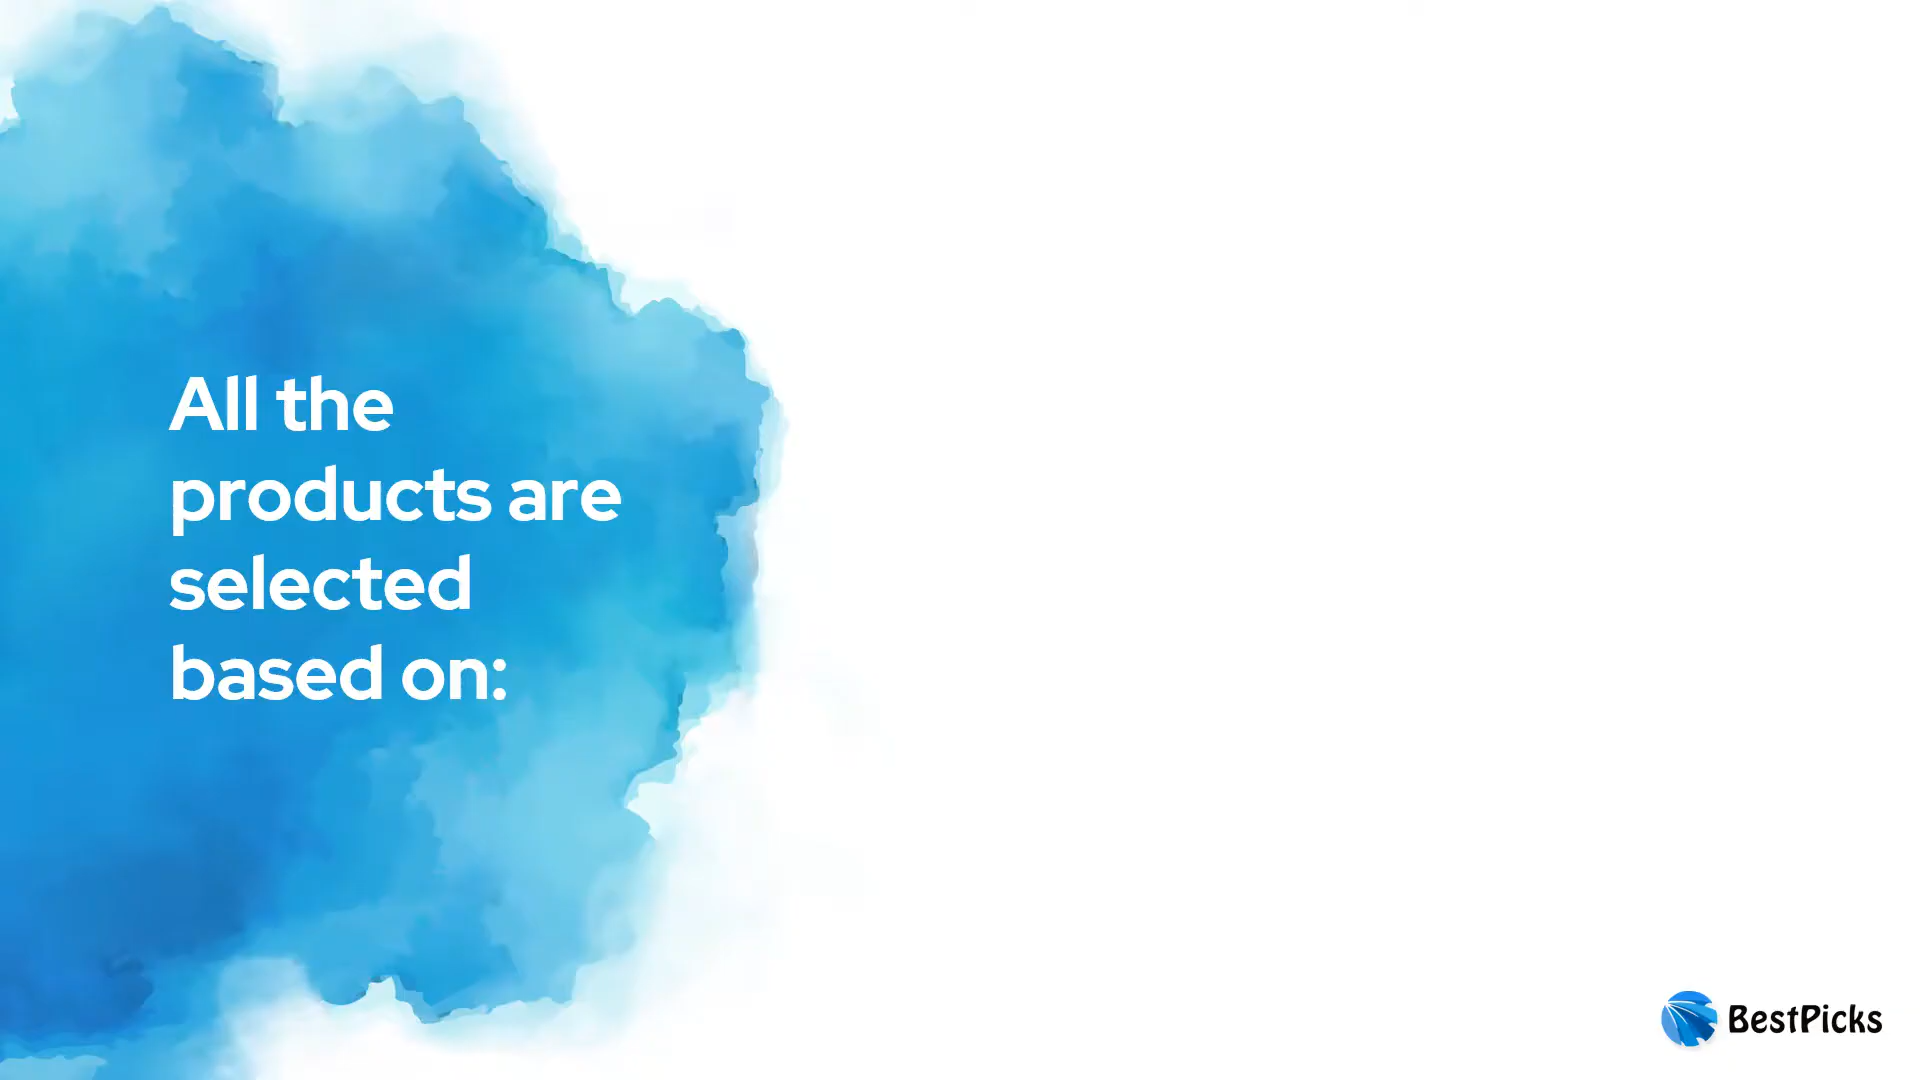 All the
products are
selected
based on:
BestPicks